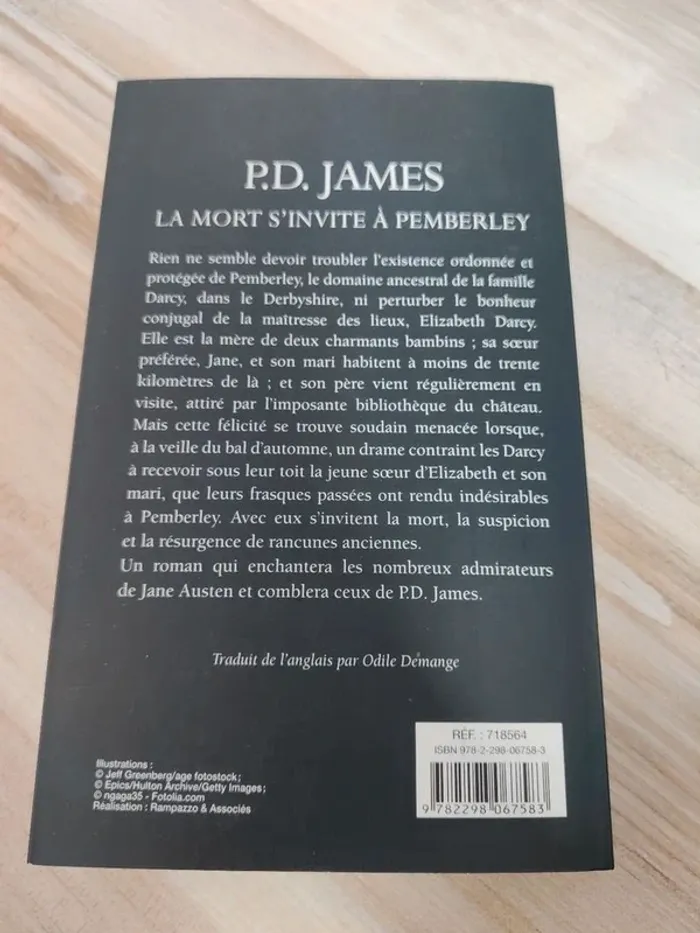 P.D. JAMES
LA MORT S'INVITE À PEMBERLEY
Rien ne semble devoir troubler l'existence ordonnée et
protégée de Pemberley, le domaine ancestral de la famille
Darcy, dans le Derbyshire, ni perturber le bonheur
conjugal de la maîtresse des lieux, Elizabeth Darcy.
Elle est la mère de deux charmants bambins ; sa sœur
préférée, Jane, et son mari habitent à moins de trente
kilomètres de là ; et son père vient régulièrement en
visite, attiré par l'imposante bibliothèque du château.
Mais cette félicité se trouve soudain menacée lorsque,
à la veille du bal d'automne, un drame contraint les Darcy
à recevoir sous leur toit la jeune sœur d'Elizabeth et son
mari, que leurs frasques passées ont rendu indésirables
à Pemberley. Avec eux s'invitent la mort, la suspicion
et la résurgence de rancunes anciennes.
Un roman qui enchantera les nombreux admirateurs
de Jane Austen et comblera ceux de P.D. James.
Traduit de l'anglais par Odile Demange
RÉF. : 718564
ISBN 978-2-298-06758-3
9 782298 067583
Illustrations :
© Jeff Greenberg/age fotostock ;
© Epics/Hulton Archive/Getty Images ;
© ngaga35 - Fotolia.com
Réalisation : Rampazzo & Associés